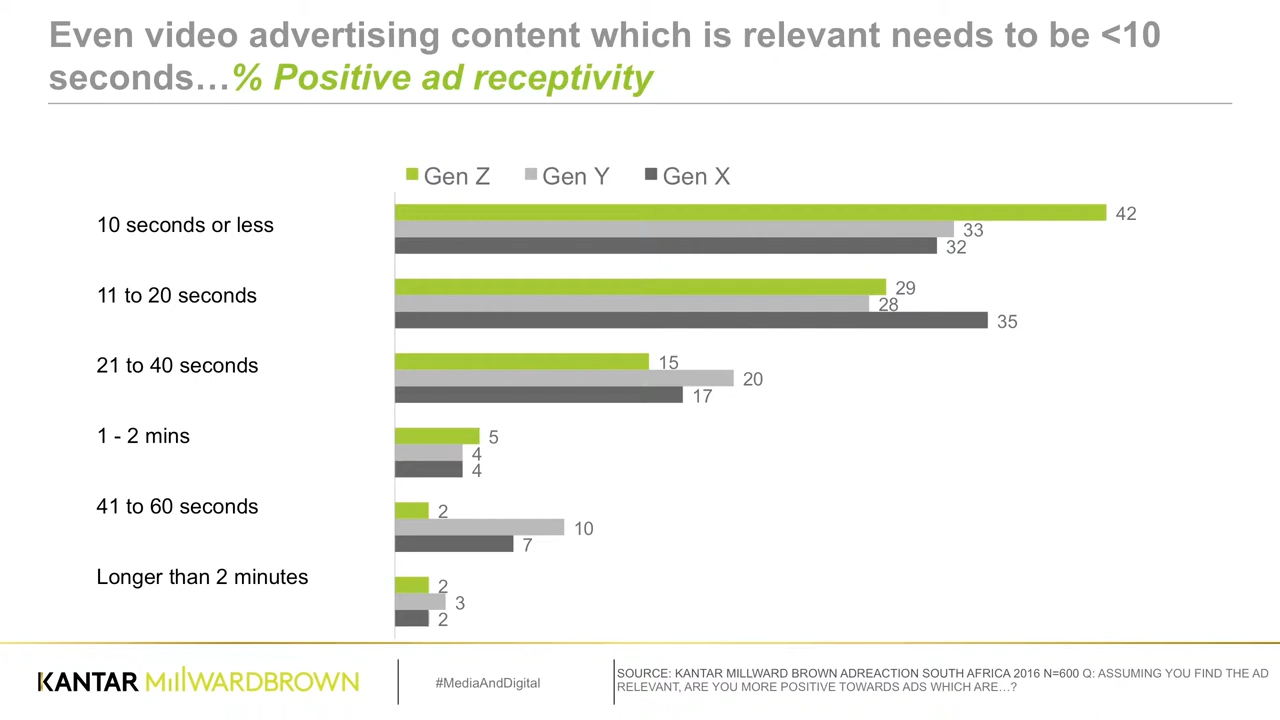 Even video advertising content which is relevant needs to be <10
seconds…% Positive ad receptivity
Gen Z Gen Y Gen X
10 seconds or less
42
33
32
11 to 20 seconds
29
28
35
21 to 40 seconds
15
20
17
1 - 2 mins
5
4
4
41 to 60 seconds
2
10
7
Longer than 2 minutes
2
3
2
KANTAR MillWARDBROWN
#MediaAndDigital
SOURCE: KANTAR MILLWARD BROWN ADREACTION SOUTH AFRICA 2016 N=600 Q: ASSUMING YOU FIND THE AD
RELEVANT, ARE YOU MORE POSITIVE TOWARDS ADS WHICH ARE…?